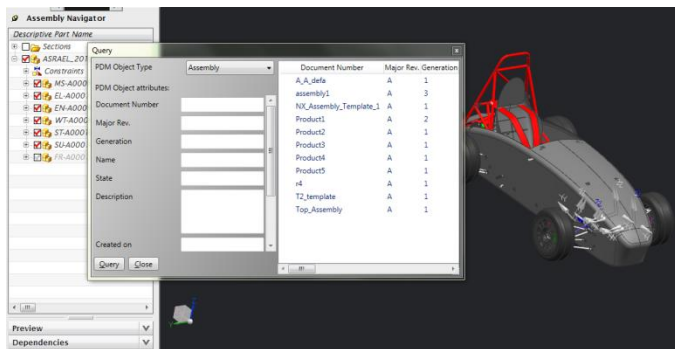 Assembly Navigator
Descriptive Part Name
Sections
ASRAEL_201
Constraints
MS-A000
EL-A000
EN-A000
WT-A000
ST-A0001
SU-A000
FR-A0001
Query
PDM Object Type Assembly
PDM Object attributes:
Document Number
Major Rev.
Generation
Name
State
Description
Created on
Query Close
Document Number Major Rev. Generation
A_A_defa A 1
assembly1 A 3
NX_Assembly_Template_1 A 1
Product1 A 2
Product2 A 1
Product3 A 1
Product4 A 1
Product5 A 1
r4 A 1
T2_template A 1
Top_Assembly A 1
Preview
Dependencies